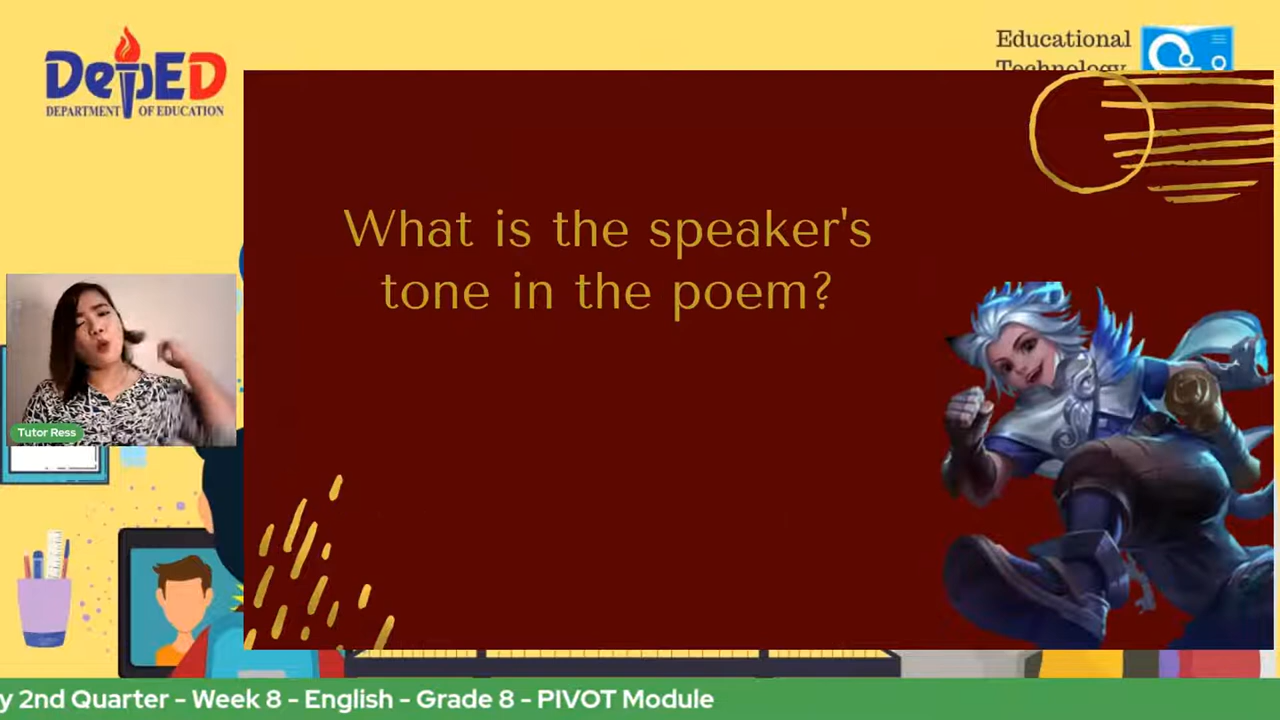 DepED
DEPARTMENT OF EDUCATION
Educational
Technology
What is the speaker's
tone in the poem?
Tutor Ress
y 2nd Quarter - Week 8 - English - Grade 8 - PIVOT Module